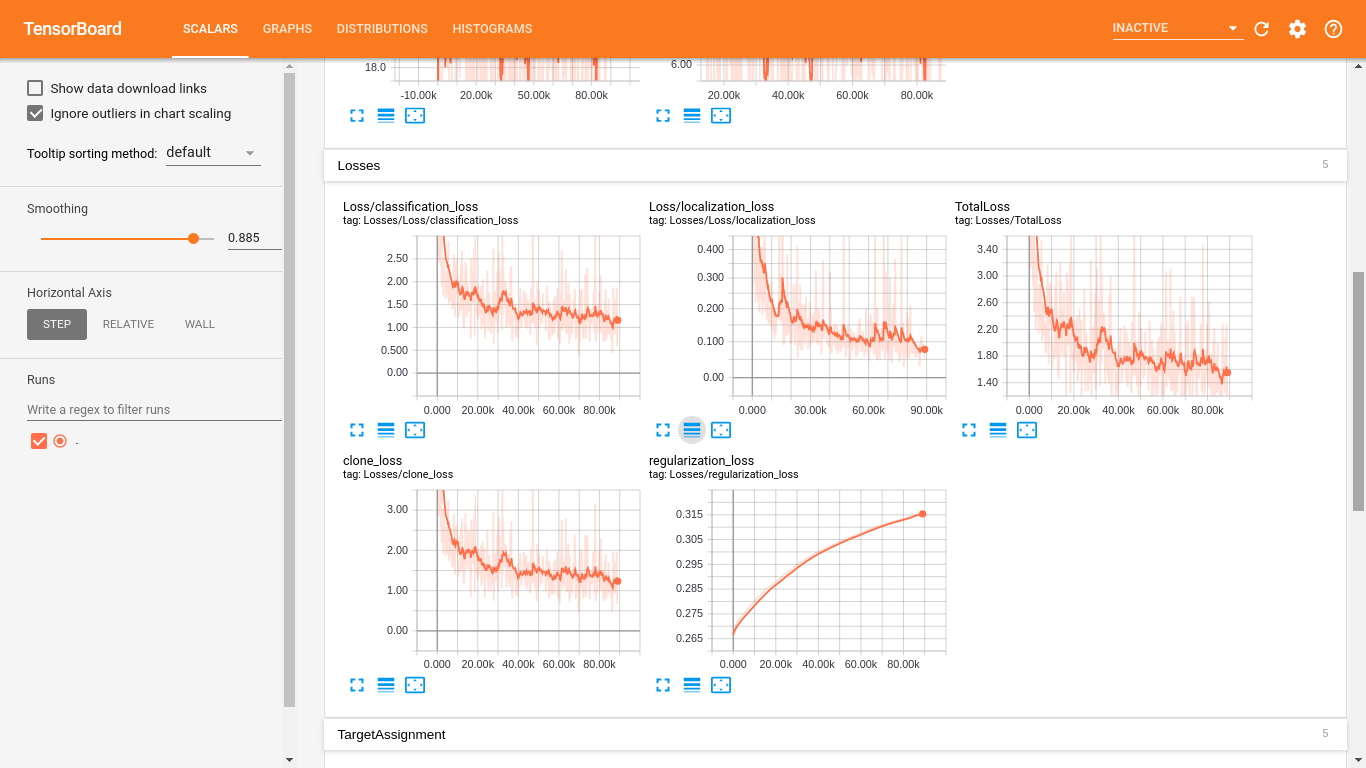 TensorBoard SCALARS GRAPHS DISTRIBUTIONS HISTOGRAMS INACTIVE
Show data download links
Ignore outliers in chart scaling
Tooltip sorting method: default
Smoothing
0.885
Horizontal Axis
STEP RELATIVE WALL
Runs
Write a regex to filter runs
.
18.0
-10.00k 20.00k 50.00k 80.00k
6.00
20.00k 40.00k 60.00k 80.00k
Losses 5
Loss/classification_loss
tag: Losses/Loss/classification_loss
2.50
2.00
1.50
1.00
0.500
0.00
0.000 20.00k 40.00k 60.00k 80.00k
Loss/localization_loss
tag: Losses/Loss/localization_loss
0.400
0.300
0.200
0.100
0.00
0.000 30.00k 60.00k 90.00k
TotalLoss
tag: Losses/TotalLoss
3.40
3.00
2.60
2.20
1.80
1.40
0.000 20.00k 40.00k 60.00k 80.00k
clone_loss
tag: Losses/clone_loss
3.00
2.00
1.00
0.00
0.000 20.00k 40.00k 60.00k 80.00k
regularization_loss
tag: Losses/regularization_loss
0.315
0.305
0.295
0.285
0.275
0.265
0.000 20.00k 40.00k 60.00k 80.00k
TargetAssignment 5